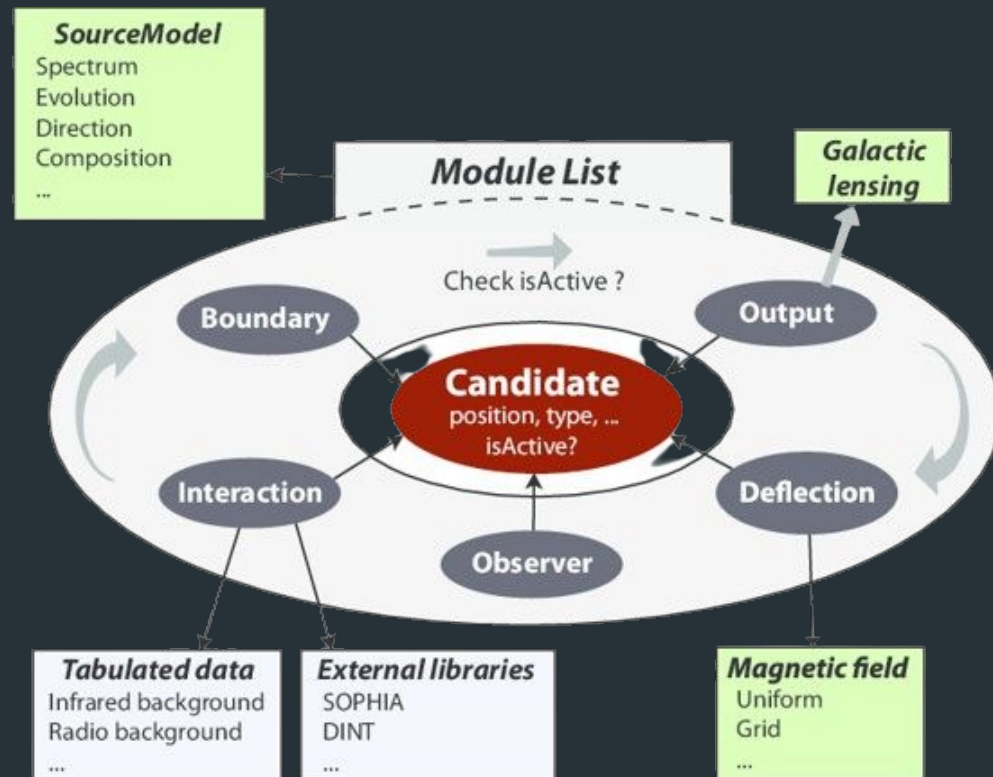 SourceModel
Spectrum
Evolution
Direction
Composition
...
Module List
Galactic
lensing
Check isActive ?
Boundary
Output
Candidate
position, type, ...
isActive?
Interaction
Deflection
Observer
Tabulated data
Infrared background
Radio background
...
External libraries
SOPHIA
DINT
...
Magnetic field
Uniform
Grid
...